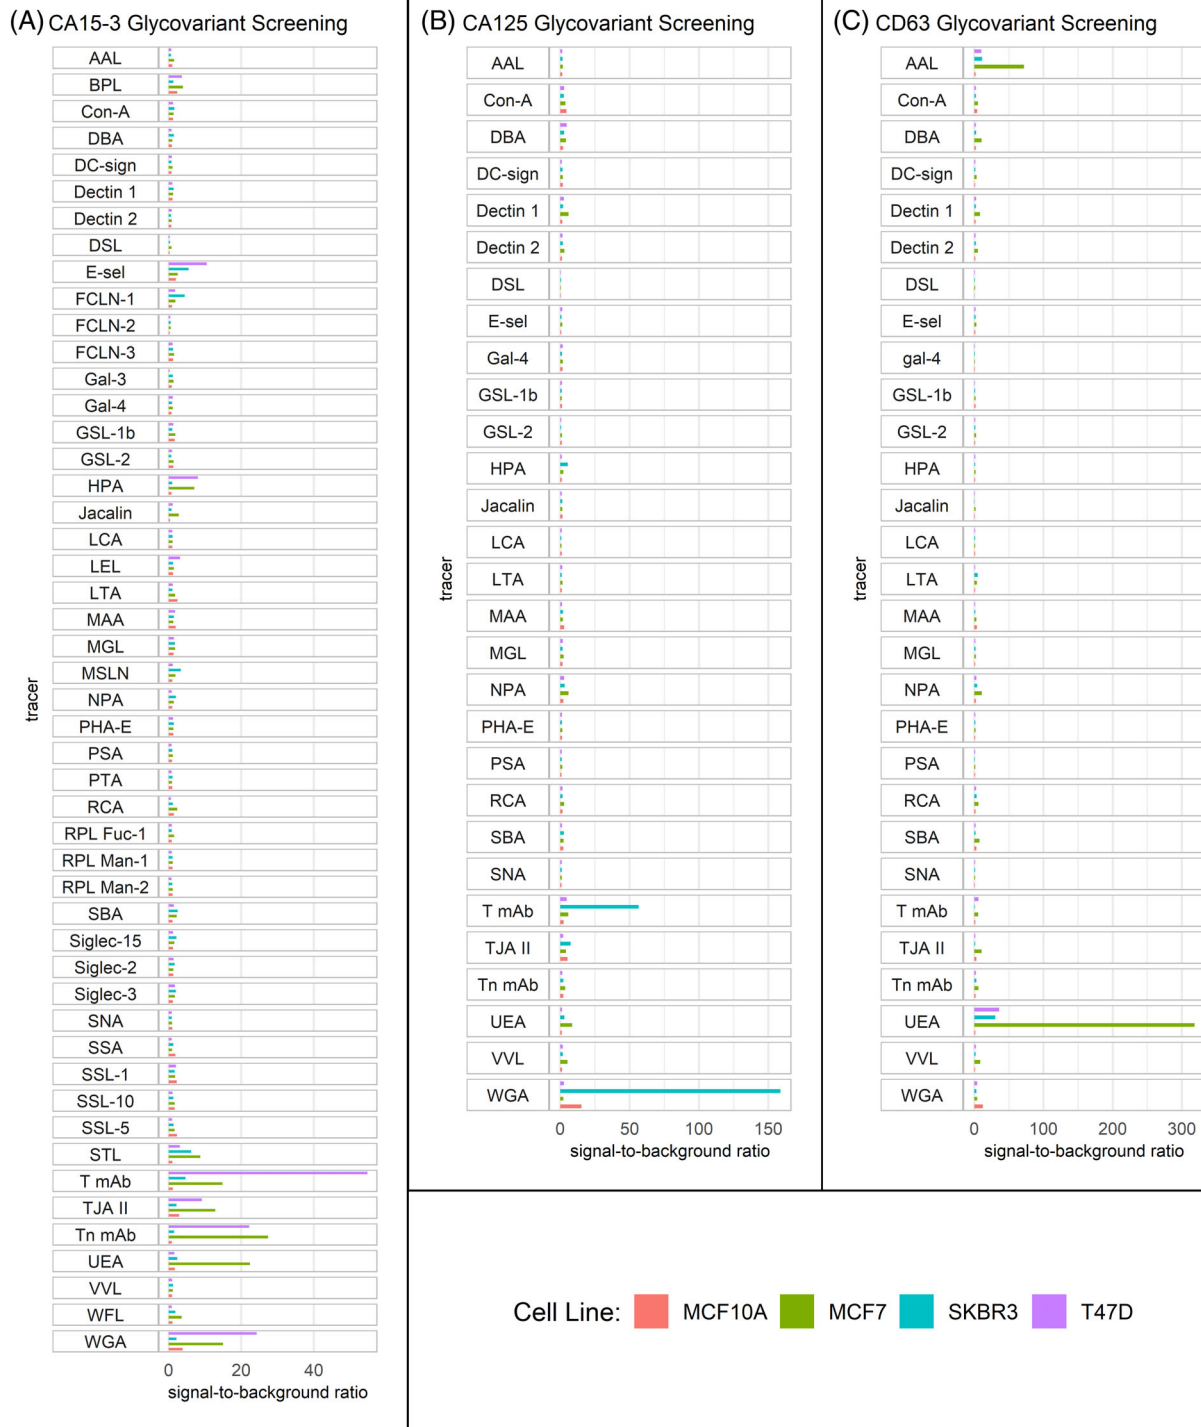 (A) CA15-3 Glycovariant Screening
AAL
BPL
Con-A
DBA
DC-sign
Dectin 1
Dectin 2
DSL
E-sel
FCLN-1
FCLN-2
FCLN-3
Gal-3
Gal-4
GSL-1b
GSL-2
HPA
Jacalin
LCA
LEL
LTA
MAA
MGL
MSLN
NPA
PHA-E
PSA
PTA
RCA
RPL Fuc-1
RPL Man-1
RPL Man-2
SBA
Siglec-15
Siglec-2
Siglec-3
SNA
SSA
SSL-1
SSL-10
SSL-5
STL
T mAb
TJA II
Tn mAb
UEA
VVL
WFL
WGA
tracer
0 20 40
signal-to-background ratio
(B) CA125 Glycovariant Screening
AAL
Con-A
DBA
DC-sign
Dectin 1
Dectin 2
DSL
E-sel
Gal-4
GSL-1b
GSL-2
HPA
Jacalin
LCA
LTA
MAA
MGL
NPA
PHA-E
PSA
RCA
SBA
SNA
T mAb
TJA II
Tn mAb
UEA
VVL
WGA
tracer
0 50 100 150
signal-to-background ratio
(C) CD63 Glycovariant Screening
AAL
Con-A
DBA
DC-sign
Dectin 1
Dectin 2
DSL
E-sel
gal-4
GSL-1b
GSL-2
HPA
Jacalin
LCA
LTA
MAA
MGL
NPA
PHA-E
PSA
RCA
SBA
SNA
T mAb
TJA II
Tn mAb
UEA
VVL
WGA
tracer
0 100 200 300
signal-to-background ratio
Cell Line: MCF10A MCF7 SKBR3 T47D